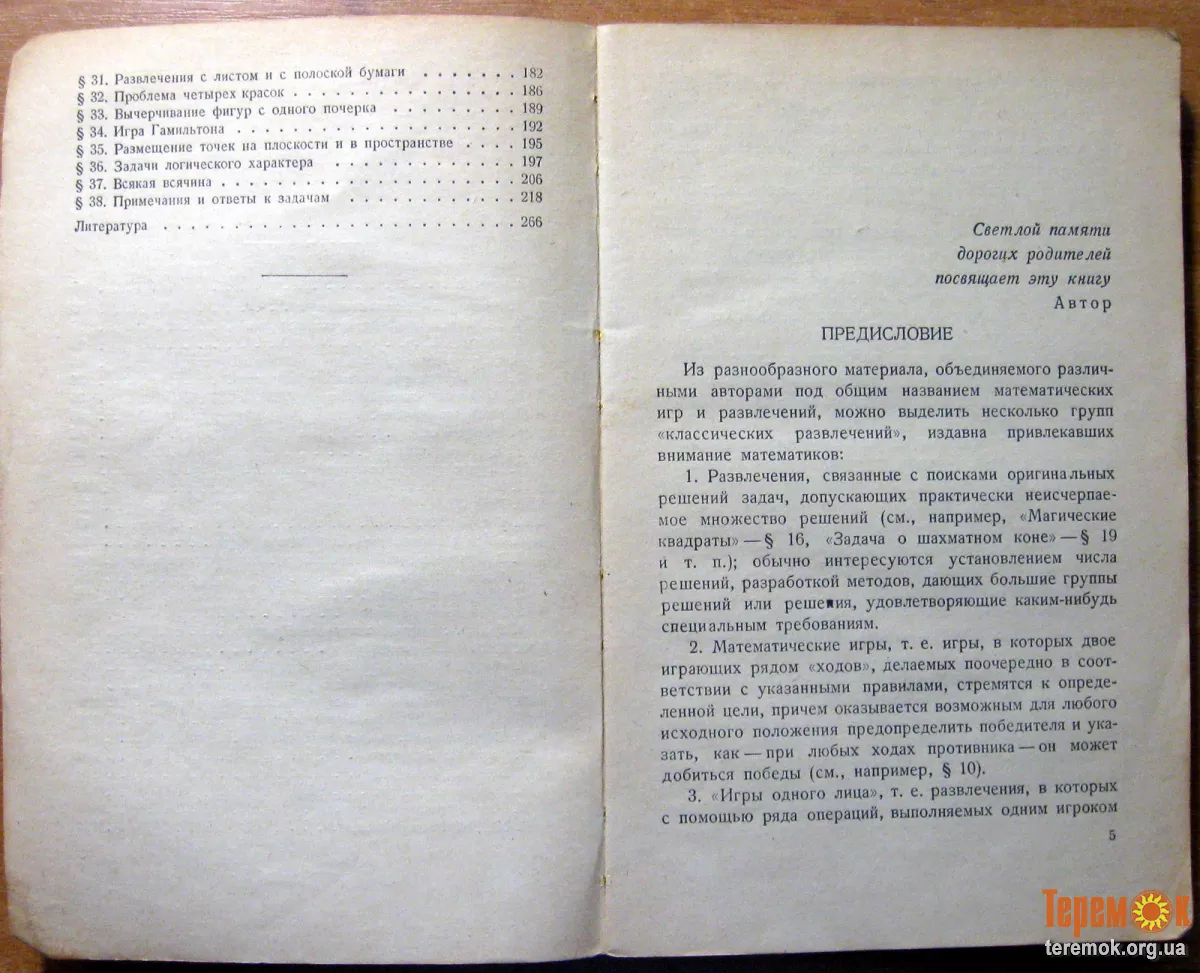 § 31. Развлечения с листом и с полоской бумаги . . . . . . . 182
§ 32. Проблема четырех красок . . . . . . . . . . . . . . . . 186
§ 33. Вычерчивание фигур с одного почерка . . . . . . . . . 189
§ 34. Игра Гамильтона . . . . . . . . . . . . . . . . . . . . 192
§ 35. Размещение точек на плоскости и в пространстве . . . . 195
§ 36. Задачи логического характера . . . . . . . . . . . . . 197
§ 37. Всякая всячина . . . . . . . . . . . . . . . . . . . . . 206
§ 38. Примечания и ответы к задачам . . . . . . . . . . . . 218
Литература . . . . . . . . . . . . . . . . . . . . . . . . . 266
Светлой памяти
дорогих родителей
посвящает эту книгу
Автор
ПРЕДИСЛОВИЕ
Из разнообразного материала, объединяемого различ-
ными авторами под общим названием математических
игр и развлечений, можно выделить несколько групп
«классических развлечений», издавна привлекавших
внимание математиков:
1. Развлечения, связанные с поисками оригинальных
решений задач, допускающих практически неисчерпае-
мое множество решений (см., например, «Магические
квадраты» — § 16, «Задача о шахматном коне» — § 19
и т. п.); обычно интересуются установлением числа
решений, разработкой методов, дающих большие группы
решений или решения, удовлетворяющие каким-нибудь
специальным требованиям.
2. Математические игры, т. е. игры, в которых двое
играющих рядом «ходов», делаемых поочередно в соот-
ветствии с указанными правилами, стремятся к опреде-
ленной цели, причем оказывается возможным для любого
исходного положения предопределить победителя и ука-
зать, как — при любых ходах противника — он может
добиться победы (см., например, § 10).
3. «Игры одного лица», т. е. развлечения, в которых
с помощью ряда операций, выполняемых одним игроком
5
Теремок
teremok.org.ua